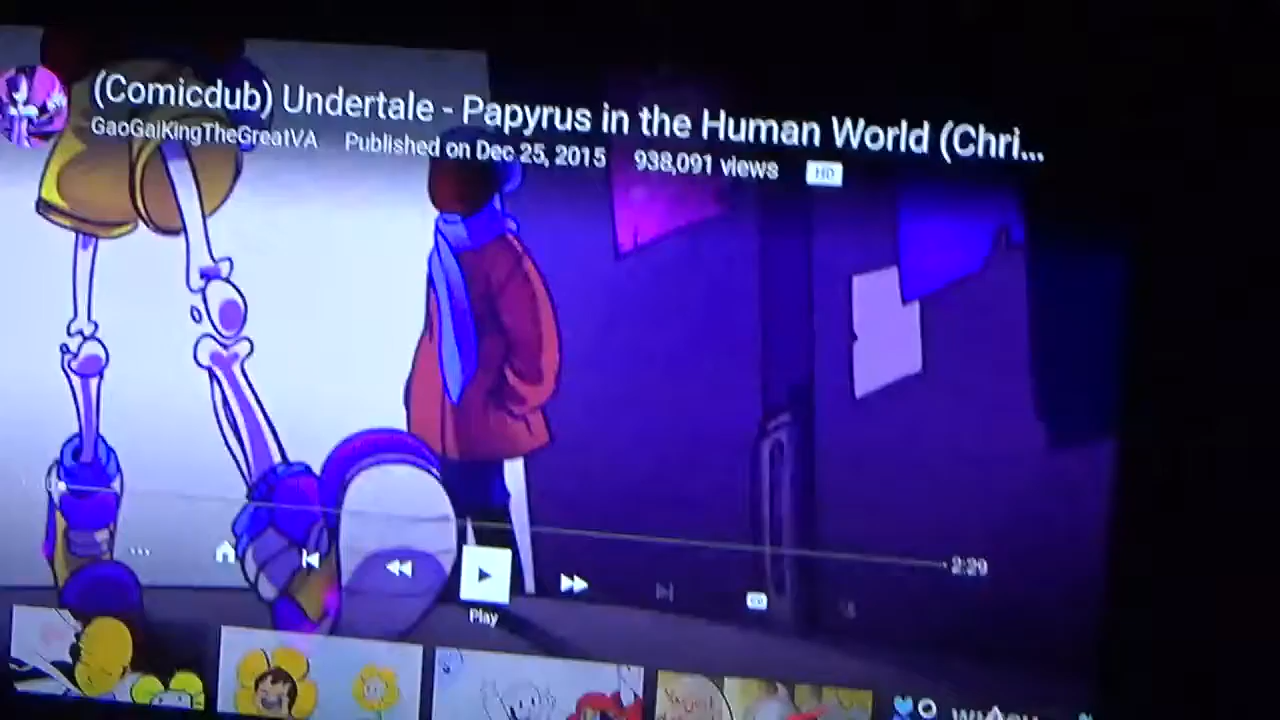 (Comicdub) Undertale - Papyrus in the Human World (Chri...
GaoGaiKingTheGreatVA Published on Dec 25, 2015 938,091 views HD
2:29
Play